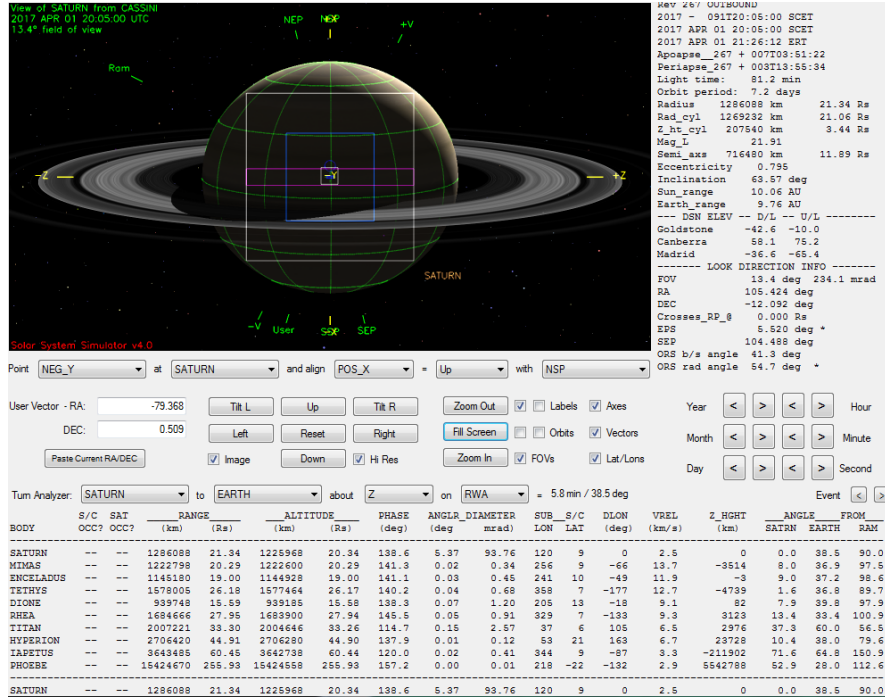 View of SATURN from CASSINI
2017 APR 01 20:05:00 UTC
13.4° field of view
NEP NSP
+V
Ram
-Z
-Y
+Z
SATURN
-V User SSP SEP
Solar System Simulator v4.0
Rev 267 OUTBOUND
2017 - 091T20:05:00 SCET
2017 APR 01 20:05:00 SCET
2017 APR 01 21:26:12 ERT
Apoapse_267 + 007T03:51:22
Periapse_267 + 003T13:55:34
Light time: 81.2 min
Orbit period: 7.2 days
Radius 1286088 km 21.34 Rs
Rad_cyl 1269232 km 21.06 Rs
Z_ht_cyl 207540 km 3.44 Rs
Mag_L 21.91
Semi_axs 716480 km 11.89 Rs
Eccentricity 0.795
Inclination 63.57 deg
Sun_range 10.06 AU
Earth_range 9.76 AU
--- DSN ELEV -- D/L -- U/L --------
Goldstone -42.6 -10.0
Canberra 58.1 75.2
Madrid -36.6 -65.4
------- LOOK DIRECTION INFO -------
FOV 13.4 deg 234.1 mrad
RA 105.424 deg
DEC -12.092 deg
Crosses_RP_@ 0.000 Rs
EPS 5.520 deg *
SEP 104.488 deg
ORS b/s angle 41.3 deg
ORS rad angle 54.7 deg *
Point NEG_Y at SATURN and align POS_X = Up with NSP
User Vector - RA: -79.368 Tilt L Up Tilt R Zoom Out Labels Axes Year < > < > Hour
DEC: 0.509 Left Reset Right Fill Screen Orbits Vectors Month < > < > Minute
Paste Current RA/DEC Image Down Hi Res Zoom In FOVs Lat/Lons Day < > < > Second
Turn Analyzer: SATURN to EARTH about Z on RWA = 5.8 min / 38.5 deg Event < >
S/C SAT ____RANGE____ ___ALTITUDE___ PHASE ANGLR_DIAMETER SUB__S/C DLON VREL Z_HGHT ___ANGLE___FROM___
BODY OCC? OCC? (km) (Rs) (km) (Rs) (deg) (deg mrad) LON LAT (deg) (km/s) (km) SATRN EARTH RAM
SATURN -- -- 1286088 21.34 1225968 20.34 138.6 5.37 93.76 120 9 0 2.5 0 0.0 38.5 90.0
MIMAS -- -- 1222798 20.29 1222600 20.29 141.3 0.02 0.34 256 9 -66 13.7 -3514 8.0 36.9 97.5
ENCELADUS -- -- 1145180 19.00 1144928 19.00 141.1 0.03 0.45 241 10 -49 11.9 -3 9.0 37.2 98.6
TETHYS -- -- 1578005 26.18 1577464 26.17 140.2 0.04 0.68 358 7 -177 12.7 -4739 1.6 36.8 89.7
DIONE -- -- 939748 15.59 939185 15.58 138.3 0.07 1.20 205 13 -18 9.1 82 7.9 39.8 97.9
RHEA -- -- 1684666 27.95 1683900 27.94 145.5 0.05 0.91 329 7 -133 9.3 3123 13.4 33.4 100.9
TITAN -- -- 2007221 33.30 2004646 33.26 114.7 0.15 2.57 37 6 105 6.5 2976 37.3 60.0 56.5
HYPERION -- -- 2706420 44.91 2706280 44.90 137.9 0.01 0.12 53 21 163 6.7 23728 10.4 38.0 79.6
IAPETUS -- -- 3643485 60.45 3642738 60.44 120.0 0.02 0.41 344 9 -87 3.3 -211902 71.6 64.8 150.9
PHOEBE -- -- 15424670 255.93 15424558 255.93 157.2 0.00 0.01 218 -22 -132 2.9 5542788 52.9 28.0 112.6
SATURN -- -- 1286088 21.34 1225968 20.34 138.6 5.37 93.76 120 9 0 2.5 0 0.0 38.5 90.0